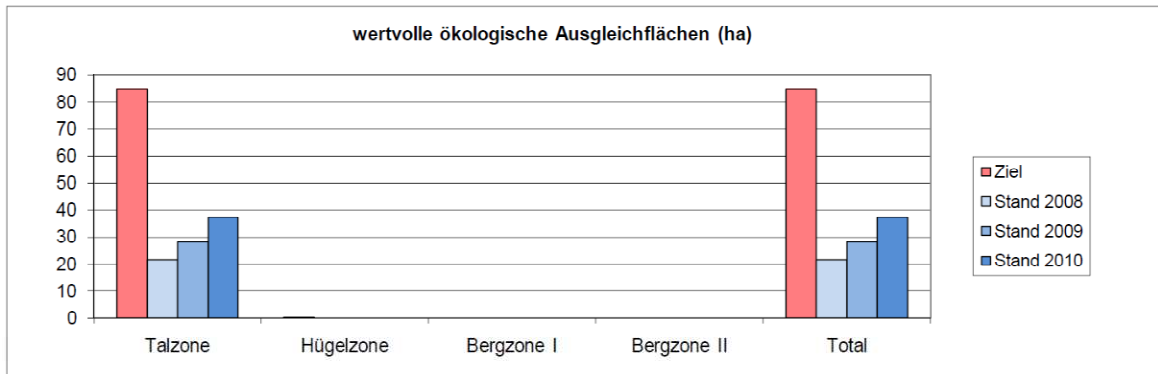 wertvolle ökologische Ausgleichflächen (ha)
90
80
70
60
50
40
30
20
10
0
Talzone Hügelzone Bergzone I Bergzone II Total
Ziel
Stand 2008
Stand 2009
Stand 2010